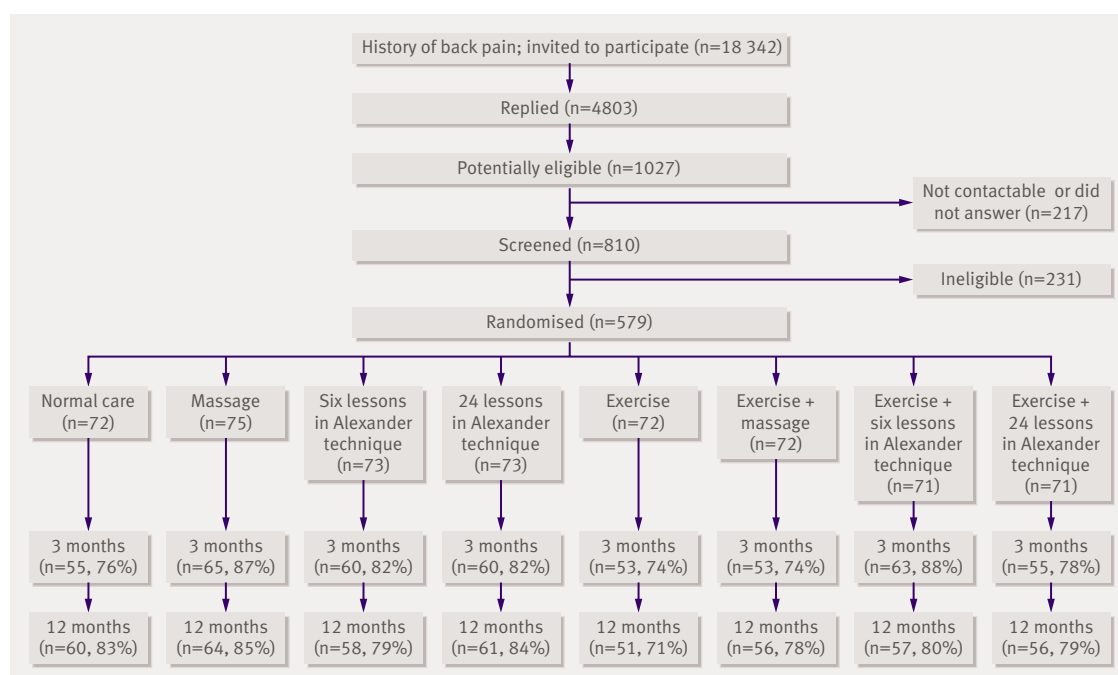 History of back pain; invited to participate (n=18 342)
Replied (n=4803)
Potentially eligible (n=1027)
Not contactable or did
not answer (n=217)
Screened (n=810)
Ineligible (n=231)
Randomised (n=579)
Normal care
(n=72)
Massage
(n=75)
Six lessons
in Alexander
technique
(n=73)
24 lessons
in Alexander
technique
(n=73)
Exercise
(n=72)
Exercise +
massage
(n=72)
Exercise +
six lessons
in Alexander
technique
(n=71)
Exercise +
24 lessons
in Alexander
technique
(n=71)
3 months
(n=55, 76%)
3 months
(n=65, 87%)
3 months
(n=60, 82%)
3 months
(n=60, 82%)
3 months
(n=53, 74%)
3 months
(n=53, 74%)
3 months
(n=63, 88%)
3 months
(n=55, 78%)
12 months
(n=60, 83%)
12 months
(n=64, 85%)
12 months
(n=58, 79%)
12 months
(n=61, 84%)
12 months
(n=51, 71%)
12 months
(n=56, 78%)
12 months
(n=57, 80%)
12 months
(n=56, 79%)